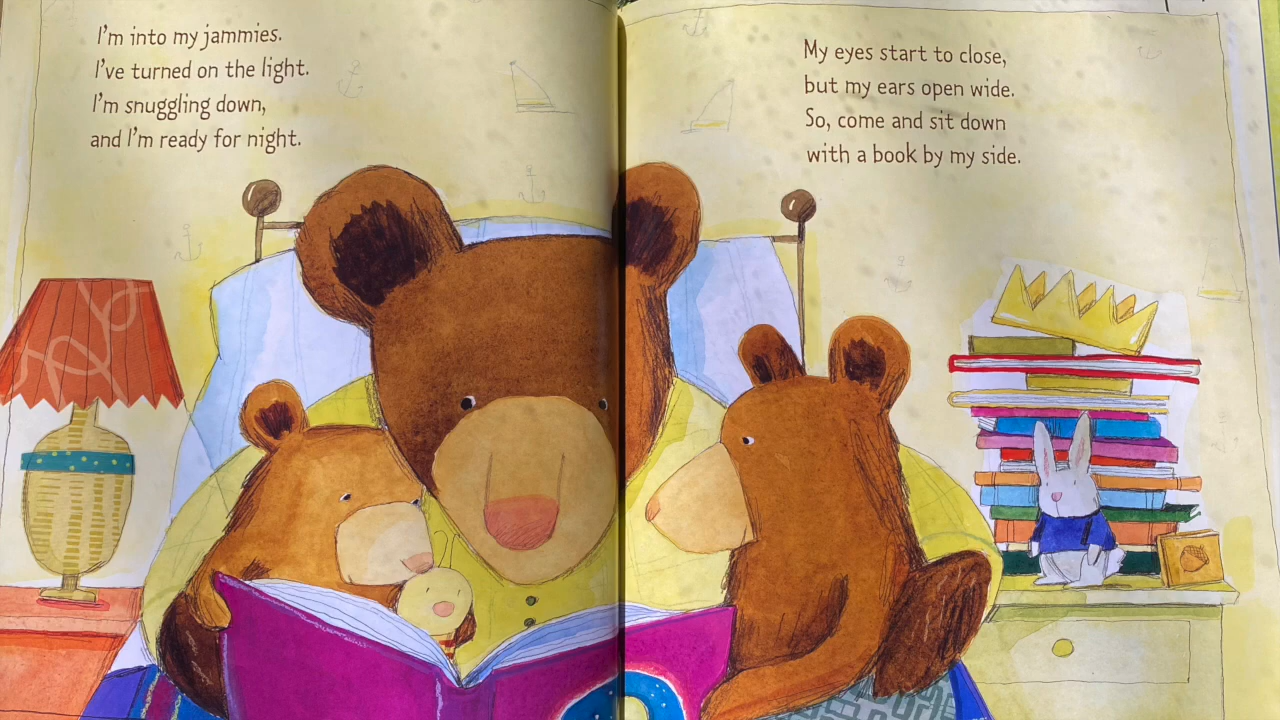 I'm into my jammies.
I've turned on the light.
I'm snuggling down,
and I'm ready for night.
My eyes start to close,
but my ears open wide.
So, come and sit down
with a book by my side.